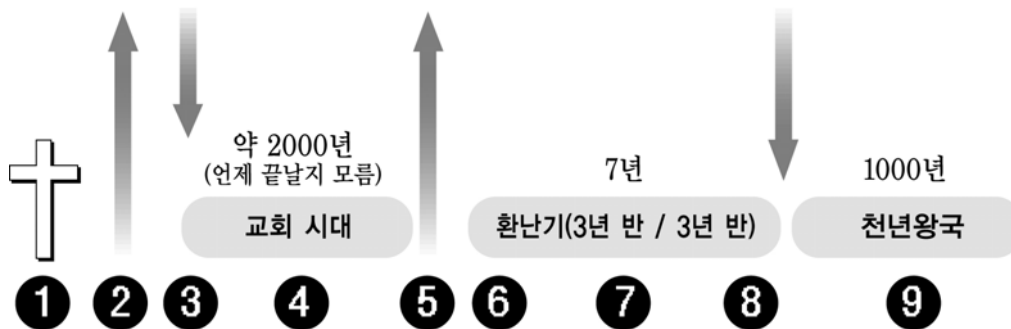 약 2000년
(언제 끝날지 모름)
7년
1000년
교회 시대
환난기(3년 반 / 3년 반)
천년왕국
1 2 3 4 5 6 7 8 9